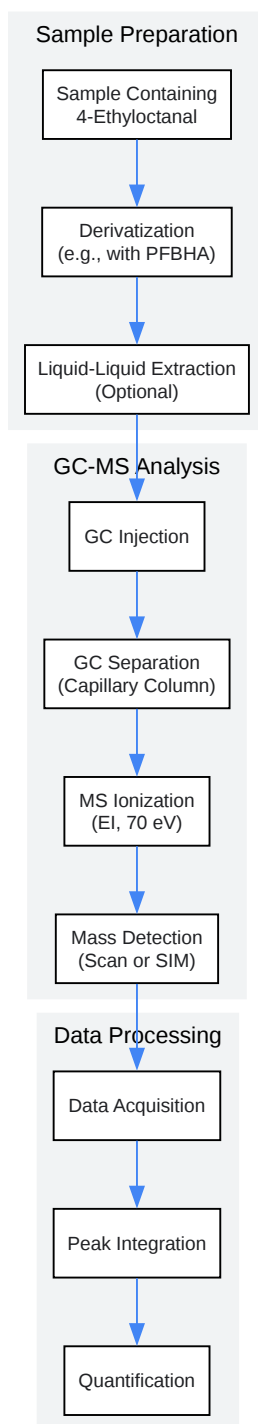 Sample Preparation
Sample Containing
4-Ethyloctanal
Derivatization
(e.g., with PFBHA)
Liquid-Liquid Extraction
(Optional)
GC-MS Analysis
GC Injection
GC Separation
(Capillary Column)
MS Ionization
(EI, 70 eV)
Mass Detection
(Scan or SIM)
Data Processing
Data Acquisition
Peak Integration
Quantification